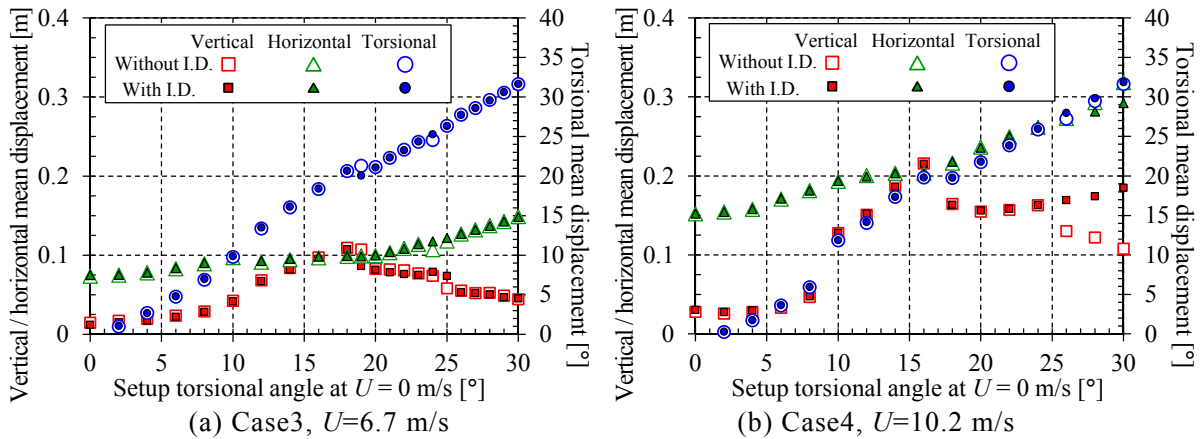 Vertical / horizontal mean displacement [m]
0.4
0.3
0.2
0.1
0
Vertical Horizontal Torsional
Without I.D.
With I.D.
40
35
30
25
20
15
10
5
0
Torsional mean displacement [°]
0 5 10 15 20 25 30
Setup torsional angle at U = 0 m/s [°]
(a) Case3, U=6.7 m/s
Vertical / horizontal mean displacement [m]
0.4
0.3
0.2
0.1
0
Vertical Horizontal Torsional
Without I.D.
With I.D.
40
35
30
25
20
15
10
5
0
Torsional mean displacement [°]
0 5 10 15 20 25 30
Setup torsional angle at U = 0 m/s [°]
(b) Case4, U=10.2 m/s